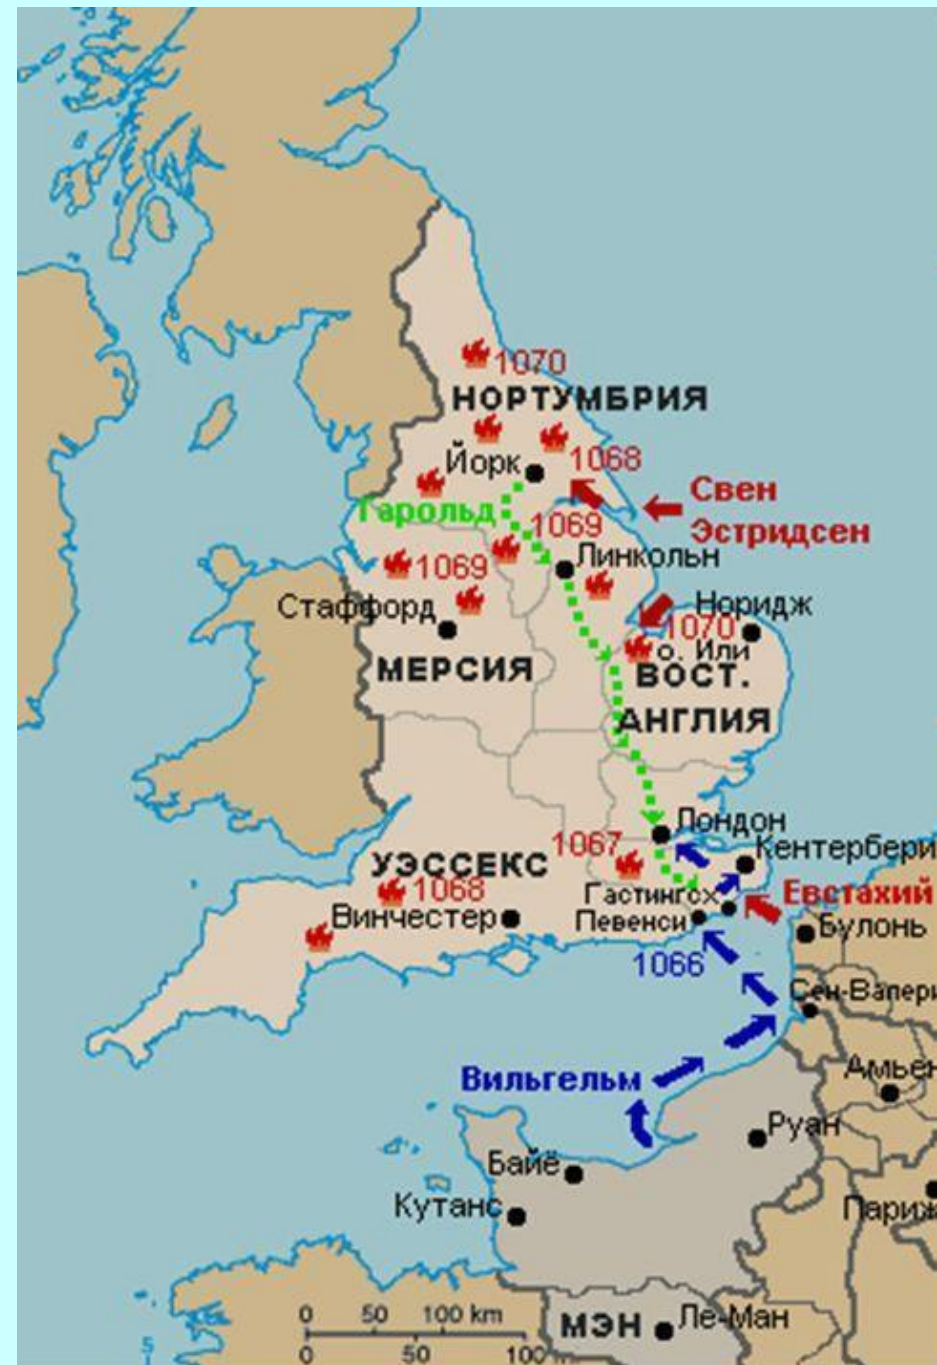 1070
НОРТУМБРИЯ
1068
Йорк
Свен
Эстридсен
Гарольд
1069
Линкольн
1069
Стаффорд
Норидж
1070
о. Или
МЕРСИЯ
ВОСТ.
АНГЛИЯ
Лондон
1067
Кентербери
УЭССЕКС
1068
Гастингсх
Евстахий
Винчестер
Певенси
Булонь
1066
Сен-Валери
Вильгельм
Амьен
Руан
Байё
Кутанс
Париж
0 50 100 km
МЭН
Ле-Ман
0 50 100 m
5